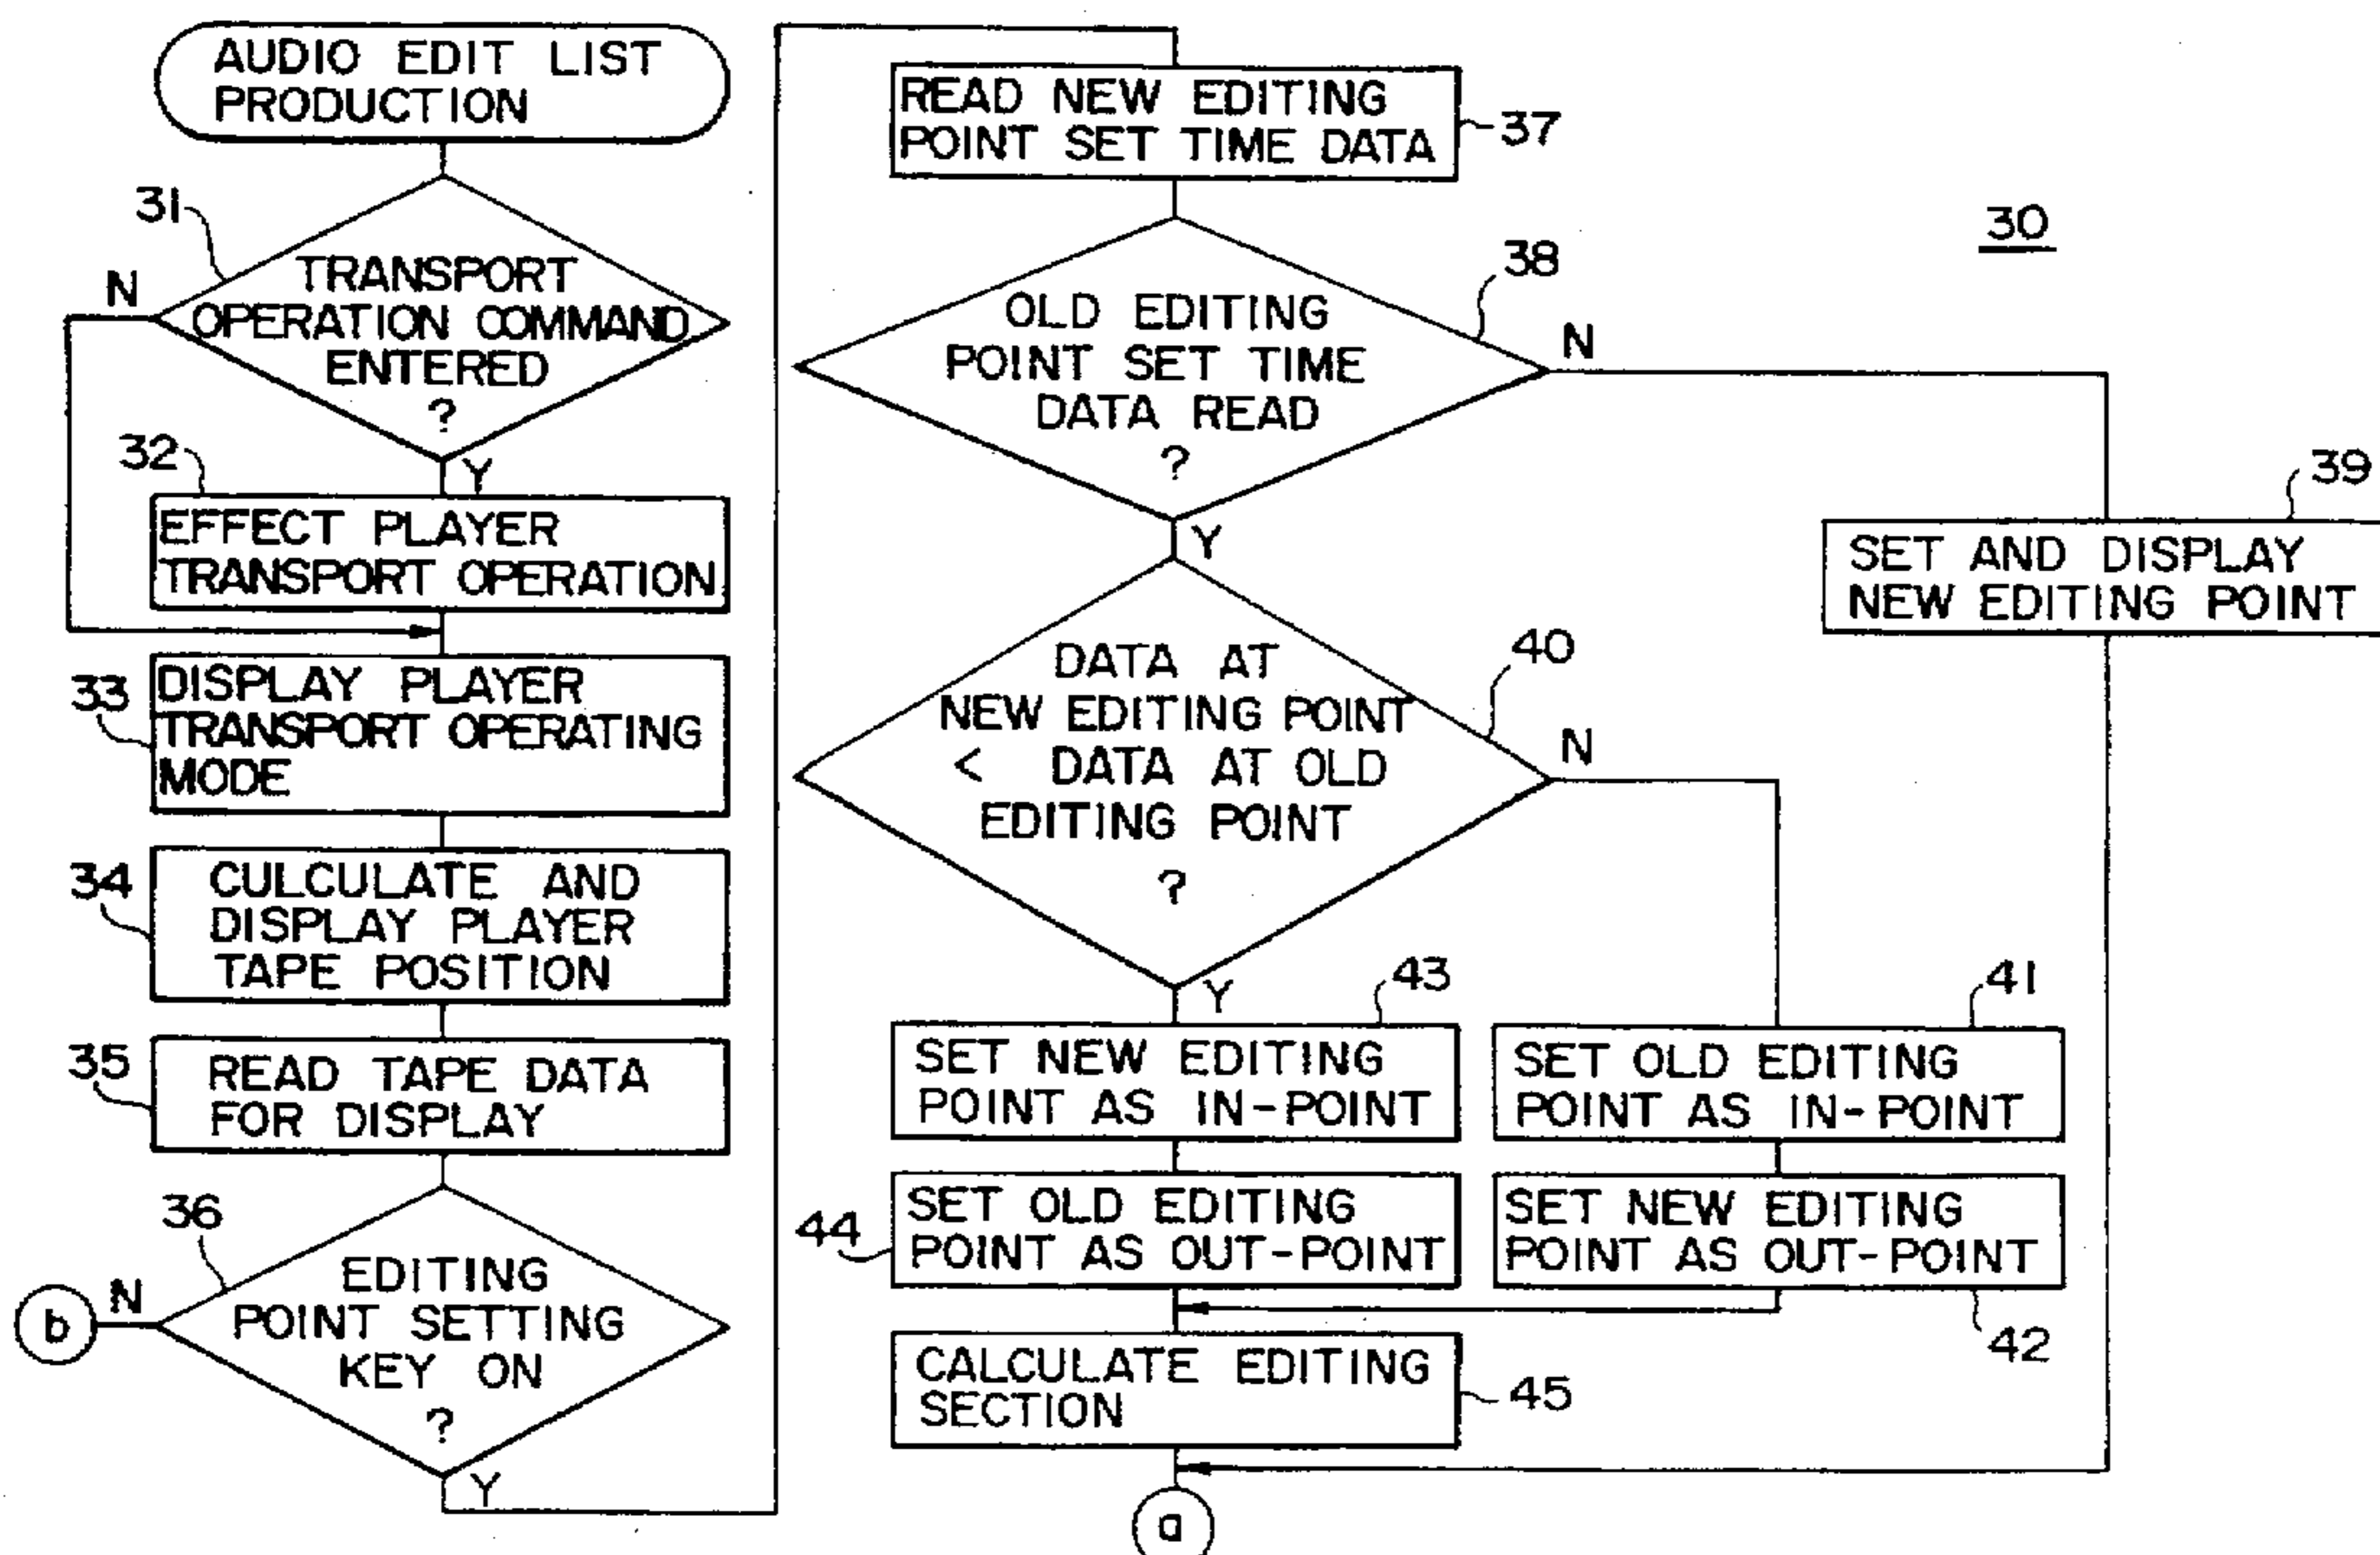 AUDIO EDIT LIST
PRODUCTION
31
N
TRANSPORT
OPERATION COMMAND
ENTERED
?
Y
32
EFFECT PLAYER
TRANSPORT OPERATION
33
DISPLAY PLAYER
TRANSPORT OPERATING
MODE
34
CULCULATE AND
DISPLAY PLAYER
TAPE POSITION
35
READ TAPE DATA
FOR DISPLAY
36
EDITING
POINT SETTING
KEY ON
?
N
b
Y
READ NEW EDITING
POINT SET TIME DATA
37
38
OLD EDITING
POINT SET TIME
DATA READ
?
N
Y
30
39
SET AND DISPLAY
NEW EDITING POINT
40
DATA AT
NEW EDITING POINT
< DATA AT OLD
EDITING POINT
?
N
Y
43
SET NEW EDITING
POINT AS IN-POINT
41
SET OLD EDITING
POINT AS IN-POINT
44
SET OLD EDITING
POINT AS OUT-POINT
SET NEW EDITING
POINT AS OUT-POINT
42
CALCULATE EDITING
SECTION
45
a